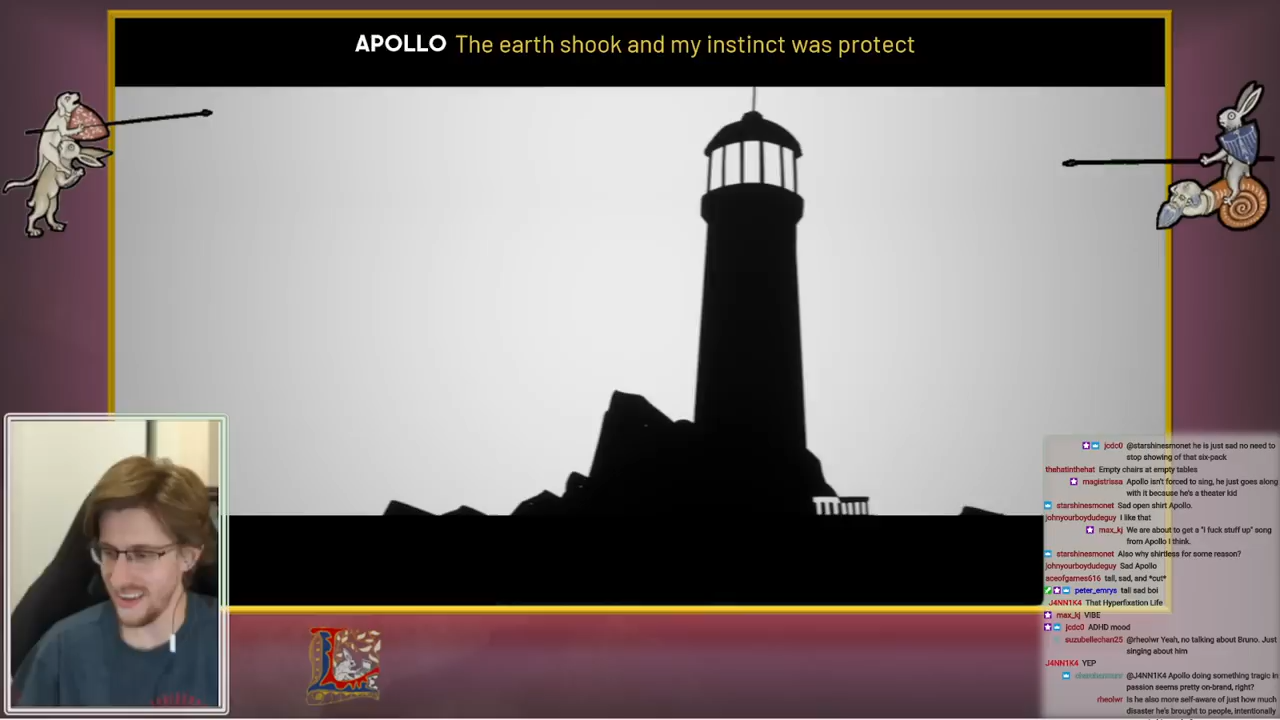 APOLLO The earth shook and my instinct was protect
jcdc0 @starshinesmonet he is just sad no need to
stop showing of that six-pack
thehatinthehat Empty chairs at empty tables
magistrissa Apollo isn't forced to sing, he just goes along
with it because he's a theater kid
starshinesmonet Sad open shirt Apollo.
johnyourboydudeguy I like that
max_kj We are about to get a "I fuck stuff up" song
from Apollo I think.
starshinesmonet Also why shirtless for some reason?
johnyourboydudeguy Sad Apollo
aceofgames616 tall, sad, and *cut*
peter_emrys tall sad boi
J4NN1K4 That Hyperfixation Life
max_kj VIBE
jcdc0 ADHD mood
suzubellechan25 @rheolwr Yeah, no talking about Bruno. Just
singing about him
J4NN1K4 YEP
@J4NN1K4 Apollo doing something tragic in
passion seems pretty on-brand, right?
rheolwr Is he also more self-aware of just how much
disaster he's brought to people, intentionally